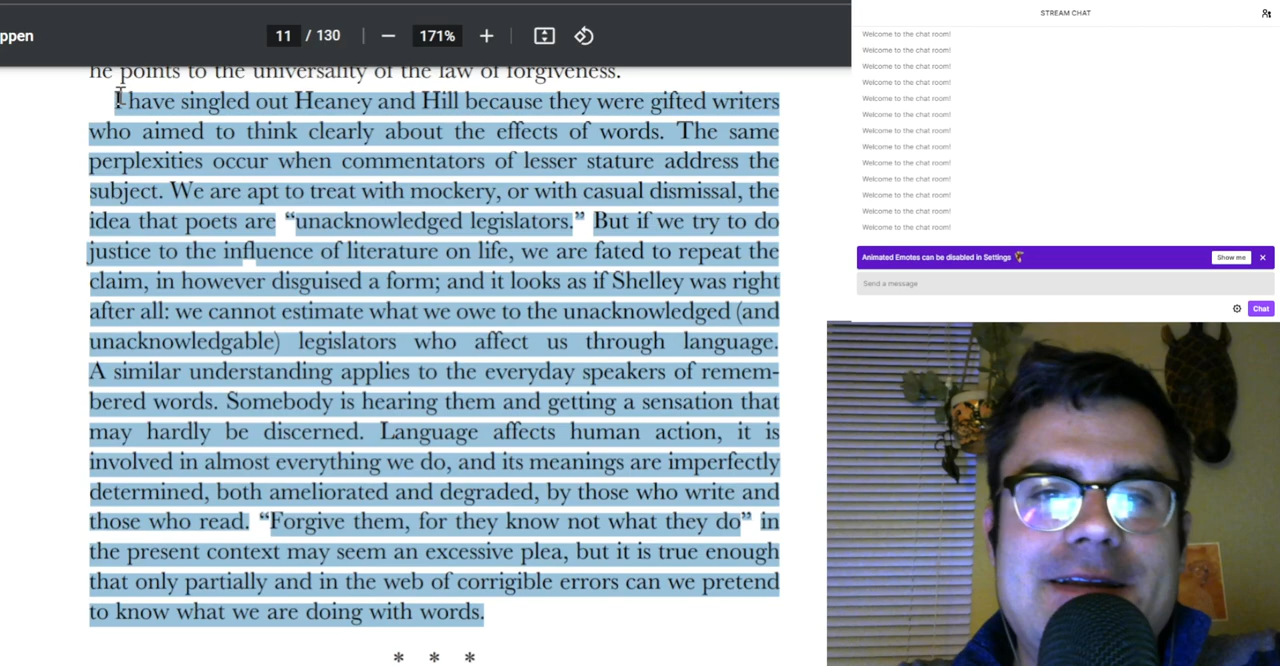 ppen
11 / 130
171%
he points to the universality of the law of forgiveness.
I have singled out Heaney and Hill because they were gifted writers
who aimed to think clearly about the effects of words. The same
perplexities occur when commentators of lesser stature address the
subject. We are apt to treat with mockery, or with casual dismissal, the
idea that poets are “unacknowledged legislators.” But if we try to do
justice to the influence of literature on life, we are fated to repeat the
claim, in however disguised a form; and it looks as if Shelley was right
after all: we cannot estimate what we owe to the unacknowledged (and
unacknowledgable) legislators who affect us through language.
A similar understanding applies to the everyday speakers of remem-
bered words. Somebody is hearing them and getting a sensation that
may hardly be discerned. Language affects human action, it is
involved in almost everything we do, and its meanings are imperfectly
determined, both ameliorated and degraded, by those who write and
those who read. “Forgive them, for they know not what they do” in
the present context may seem an excessive plea, but it is true enough
that only partially and in the web of corrigible errors can we pretend
to know what we are doing with words.
* * *
STREAM CHAT
Welcome to the chat room!
Welcome to the chat room!
Welcome to the chat room!
Welcome to the chat room!
Welcome to the chat room!
Welcome to the chat room!
Welcome to the chat room!
Welcome to the chat room!
Welcome to the chat room!
Welcome to the chat room!
Welcome to the chat room!
Welcome to the chat room!
Welcome to the chat room!
Animated Emotes can be disabled in Settings
Show me
Send a message
Chat